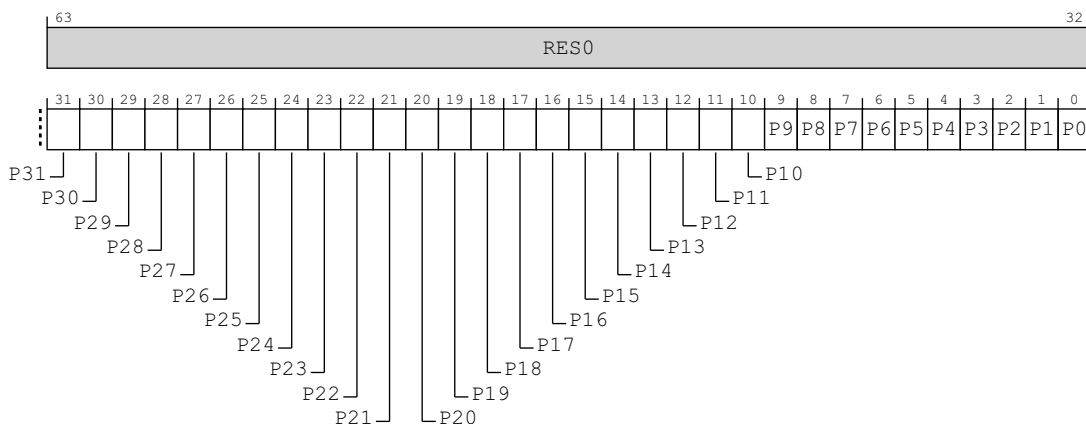 63 32
RES0
31 30 29 28 27 26 25 24 23 22 21 20 19 18 17 16 15 14 13 12 11 10 9 8 7 6 5 4 3 2 1 0
P9 P8 P7 P6 P5 P4 P3 P2 P1 P0
P31 P10
P30 P11
P29 P12
P28 P13
P27 P14
P26 P15
P25 P16
P24 P17
P23 P18
P22 P19
P21 P20